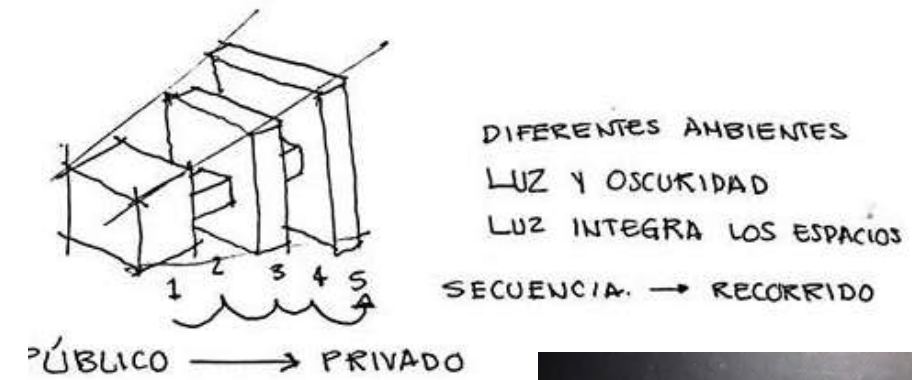 DIFERENTES AMBIENTES
LUZ Y OSCURIDAD
LUZ INTEGRA LOS ESPACIOS
1 2 3 4 5
SECUENCIA. → RECORRIDO
PÚBLICO → PRIVADO